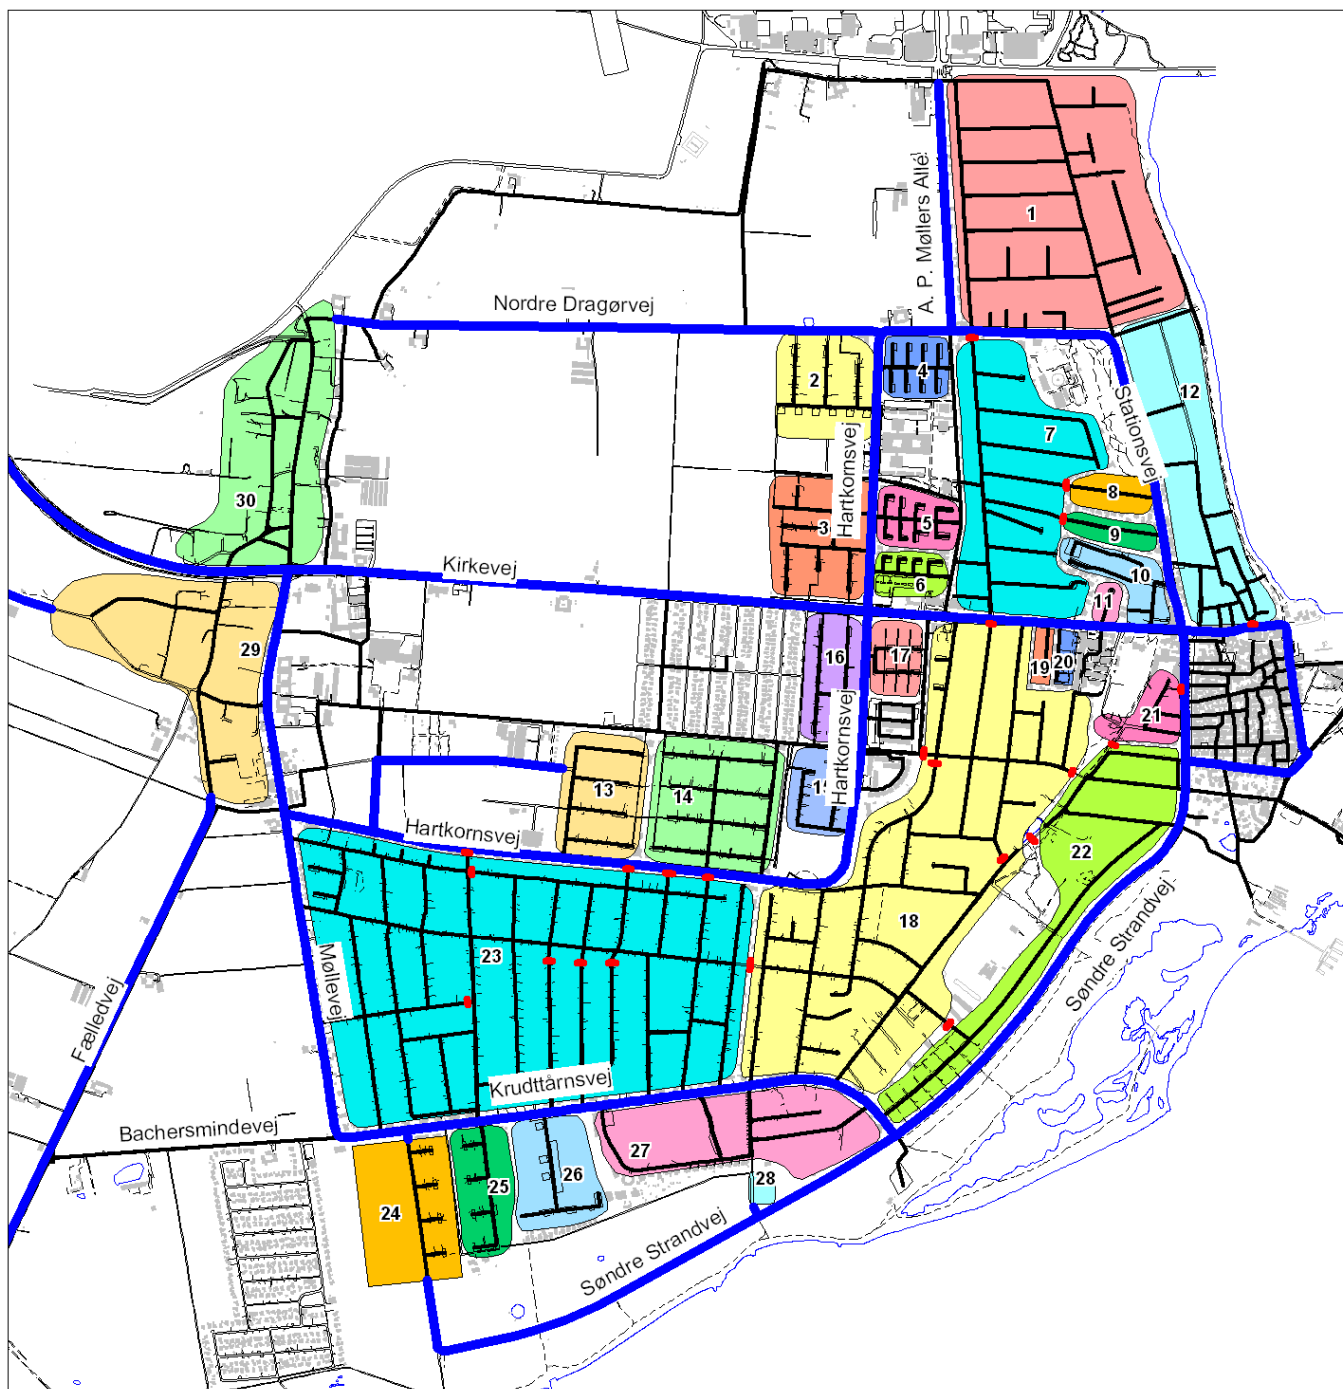 A. P. Møllers Allé
1
Nordre Dragørvej
4
2
12
Stationsvej
7
Hartkornsvej
8
30
3
5
9
Kirkevej
10
6
11
29
16
17
19
20
21
Hartkornsvej
13
14
15
Hartkornsvej
22
18
Møllevej
23
Søndre Strandvej
Fælledvej
Krudttårnsvej
Bachersmindevej
27
26
28
25
24
Søndre Strandvej